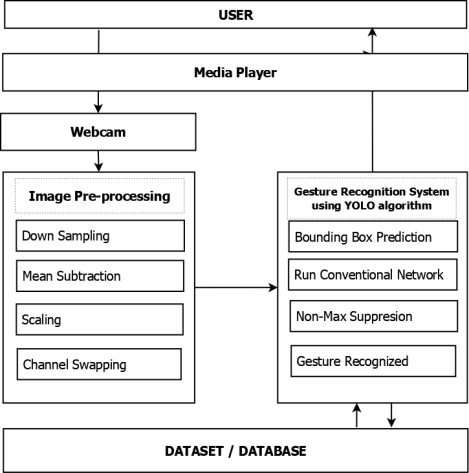 USER
Media Player
Webcam
Image Pre-processing
Down Sampling
Mean Subtraction
Scaling
Channel Swapping
Gesture Recognition System
using YOLO algorithm
Bounding Box Prediction
Run Conventional Network
Non-Max Suppresion
Gesture Recognized
DATASET / DATABASE